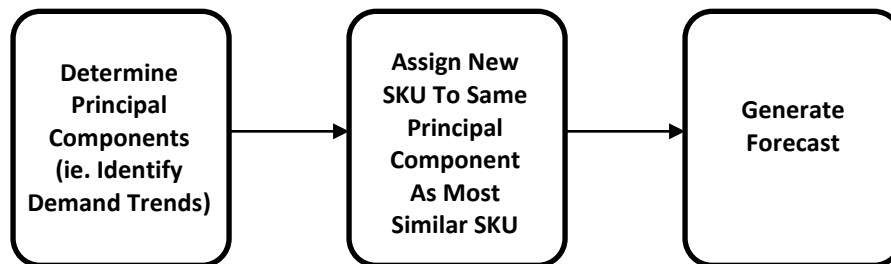 Determine
Principal
Components
(ie. Identify
Demand Trends)
Assign New
SKU To Same
Principal
Component
As Most
Similar SKU
Generate
Forecast